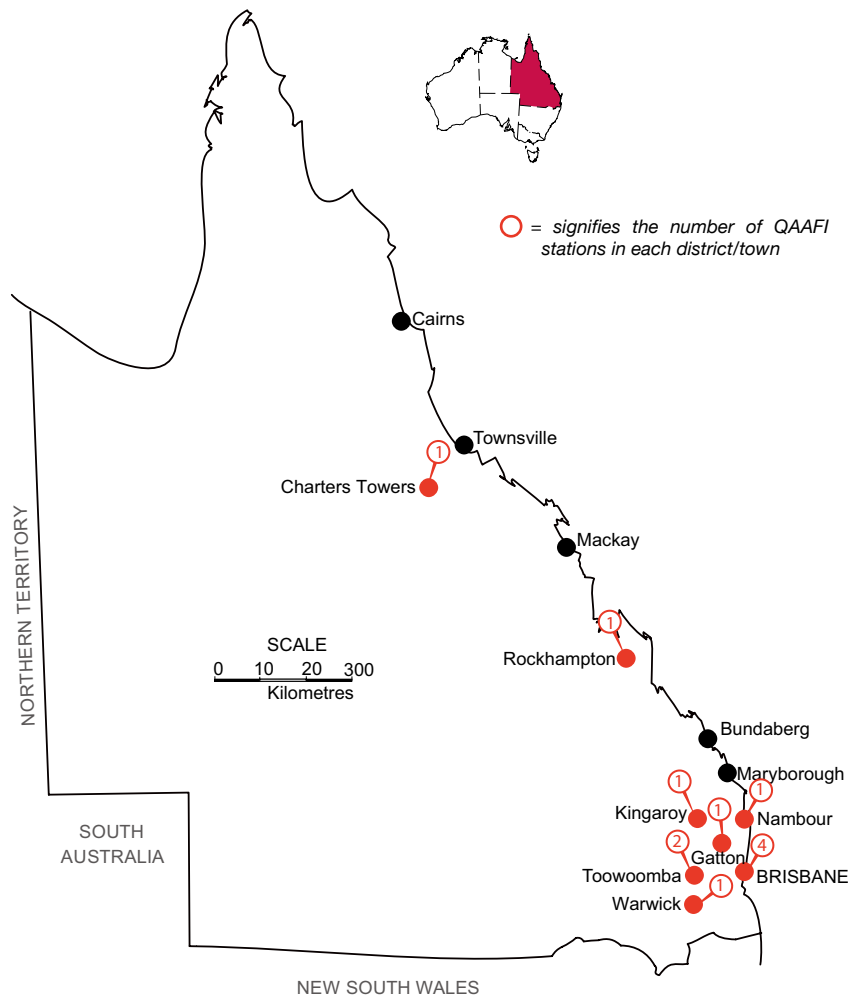 = signifies the number of QAAFI
stations in each district/town
Cairns
Townsville
1
Charters Towers
Mackay
NORTHERN TERRITORY
1
Rockhampton
SCALE
0 10 20 300
Kilometres
Bundaberg
Maryborough
1
1
1
Kingaroy
Nambour
Gatton
2
4
Toowoomba
BRISBANE
1
Warwick
SOUTH
AUSTRALIA
NEW SOUTH WALES